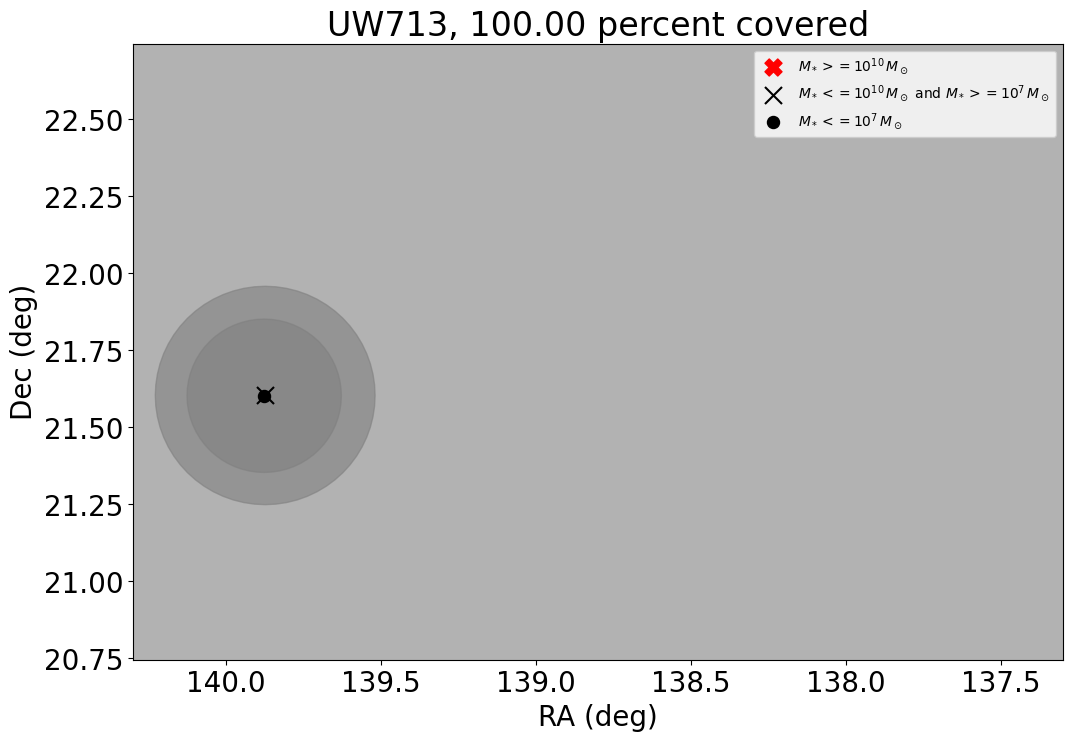 UW713, 100.00 percent covered
M* >= 10^10 M⊙
M* <= 10^10 M⊙ and M* >= 10^7 M⊙
M* <= 10^7 M⊙
22.50
22.25
22.00
21.75
21.50
21.25
21.00
20.75
Dec (deg)
140.0 139.5 139.0 138.5 138.0 137.5
RA (deg)